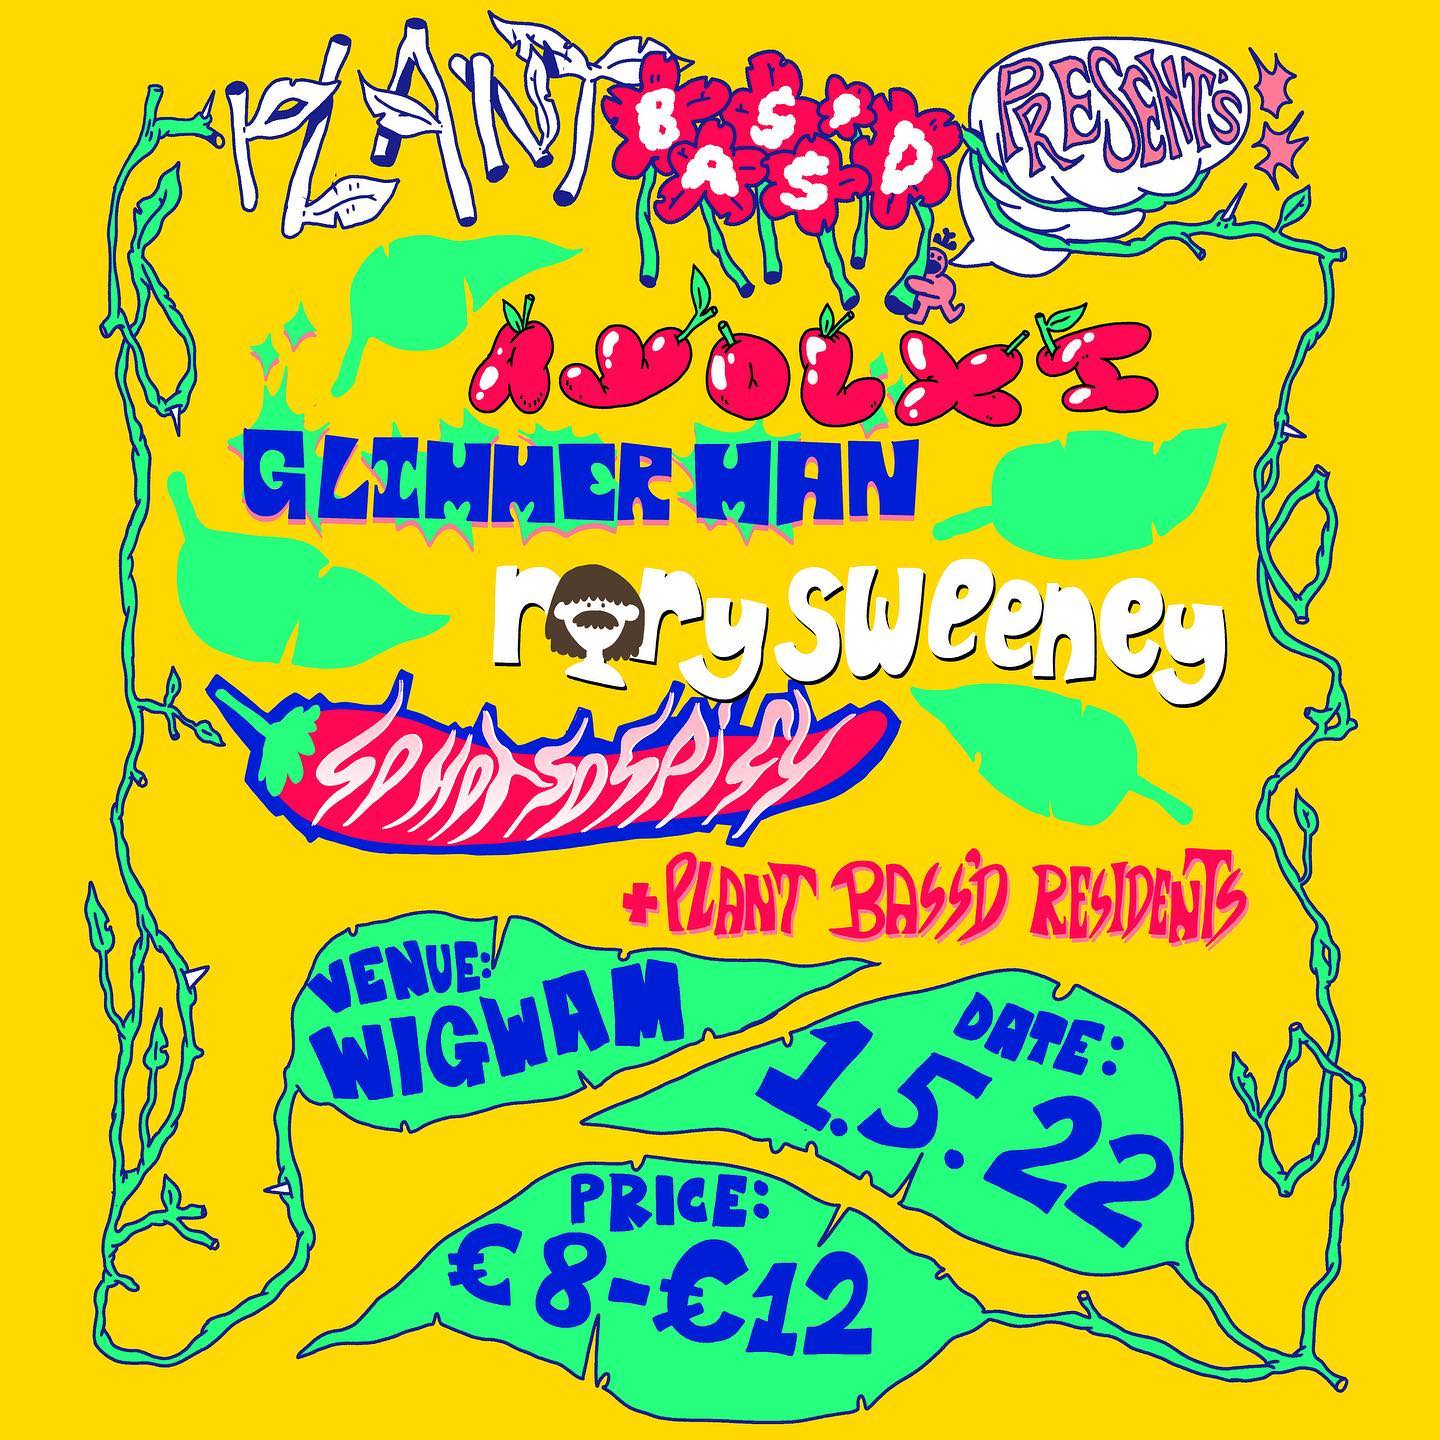 PLANT BASS'D PRESENTS
AJOLXI
GLIMMER MAN
rory sweeney
SO HOT SO SPICY
+ PLANT BASS'D RESIDENTS
VENUE:
WIGWAM
DATE:
1.5.22
PRICE:
€8-€12